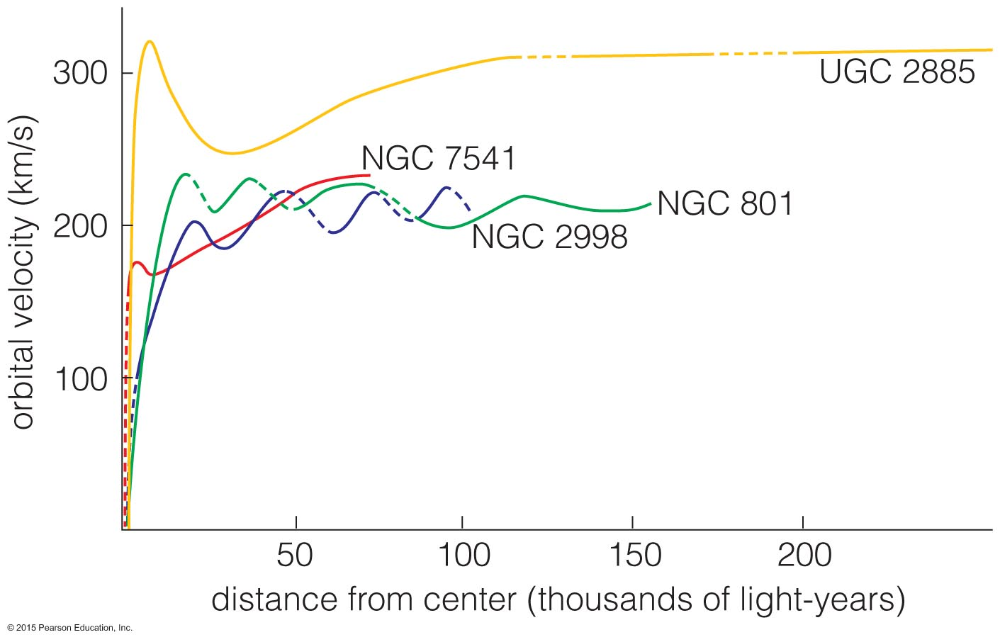 300
UGC 2885
NGC 7541
NGC 801
200
NGC 2998
100
orbital velocity (km/s)
50
100
150
200
distance from center (thousands of light-years)
© 2015 Pearson Education, Inc.